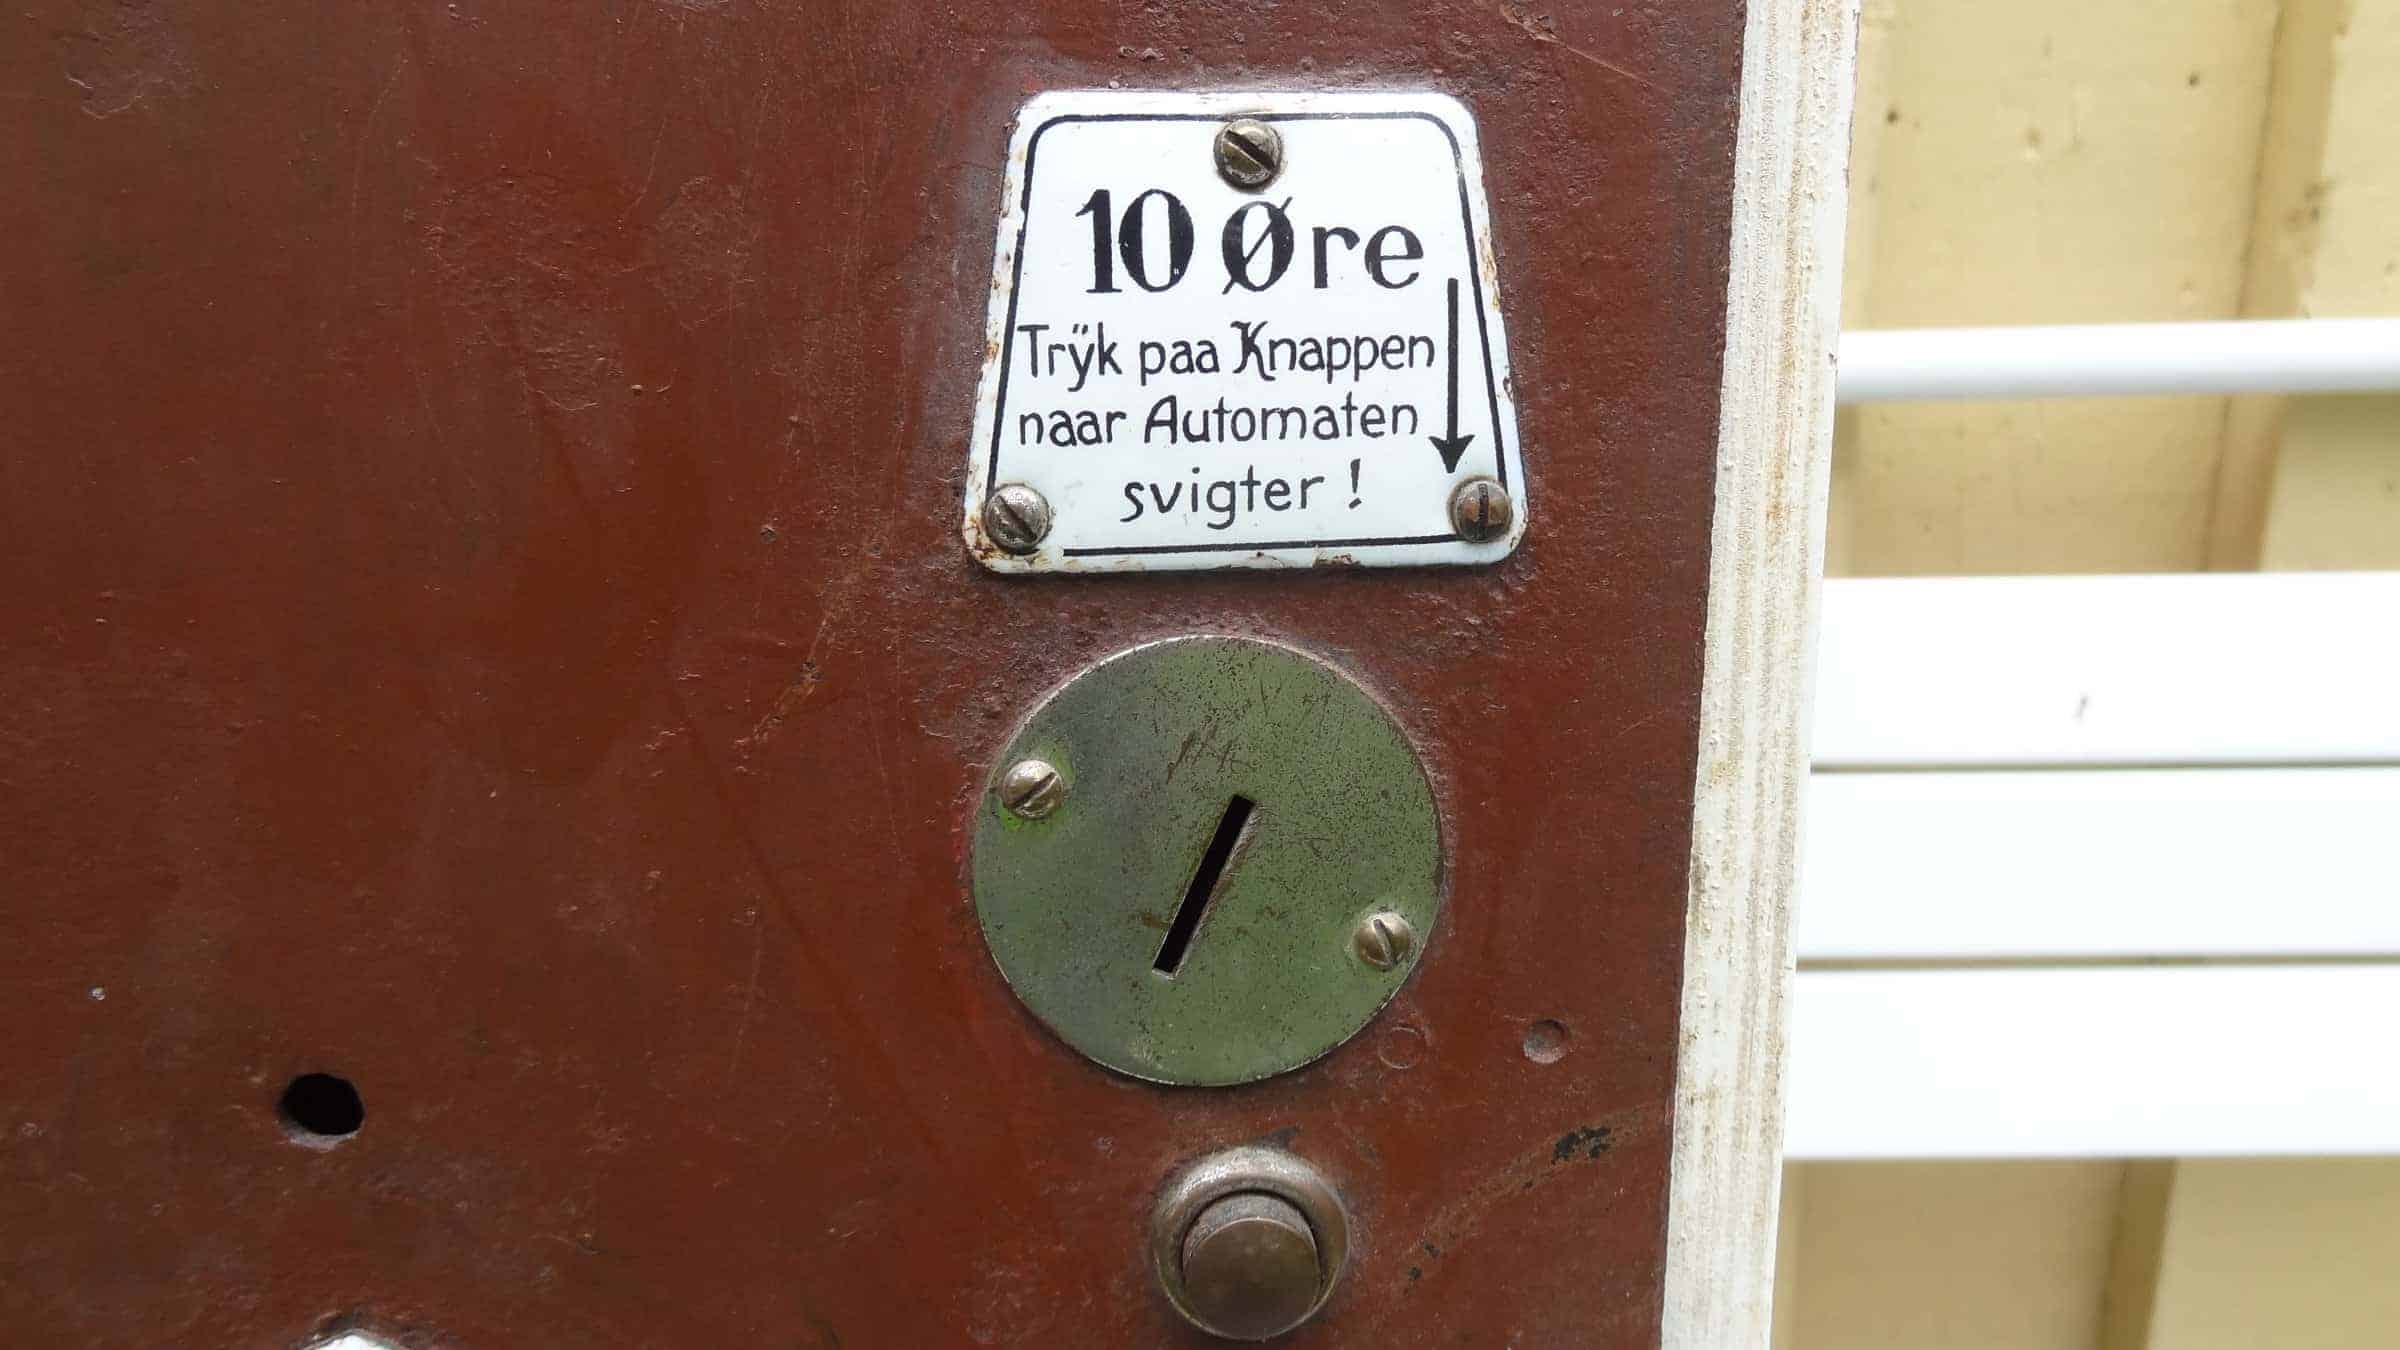 10 Øre
Trÿk paa Knappen
naar Automaten
svigter !